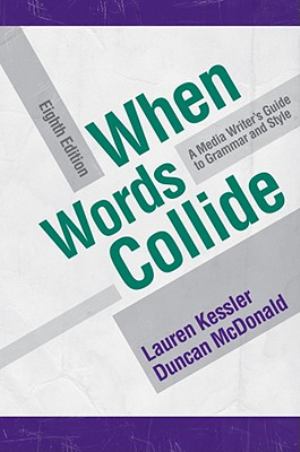 Eighth Edition
When
Words
Collide
A Media Writer's Guide
to Grammar and Style
Lauren Kessler
Duncan McDonald